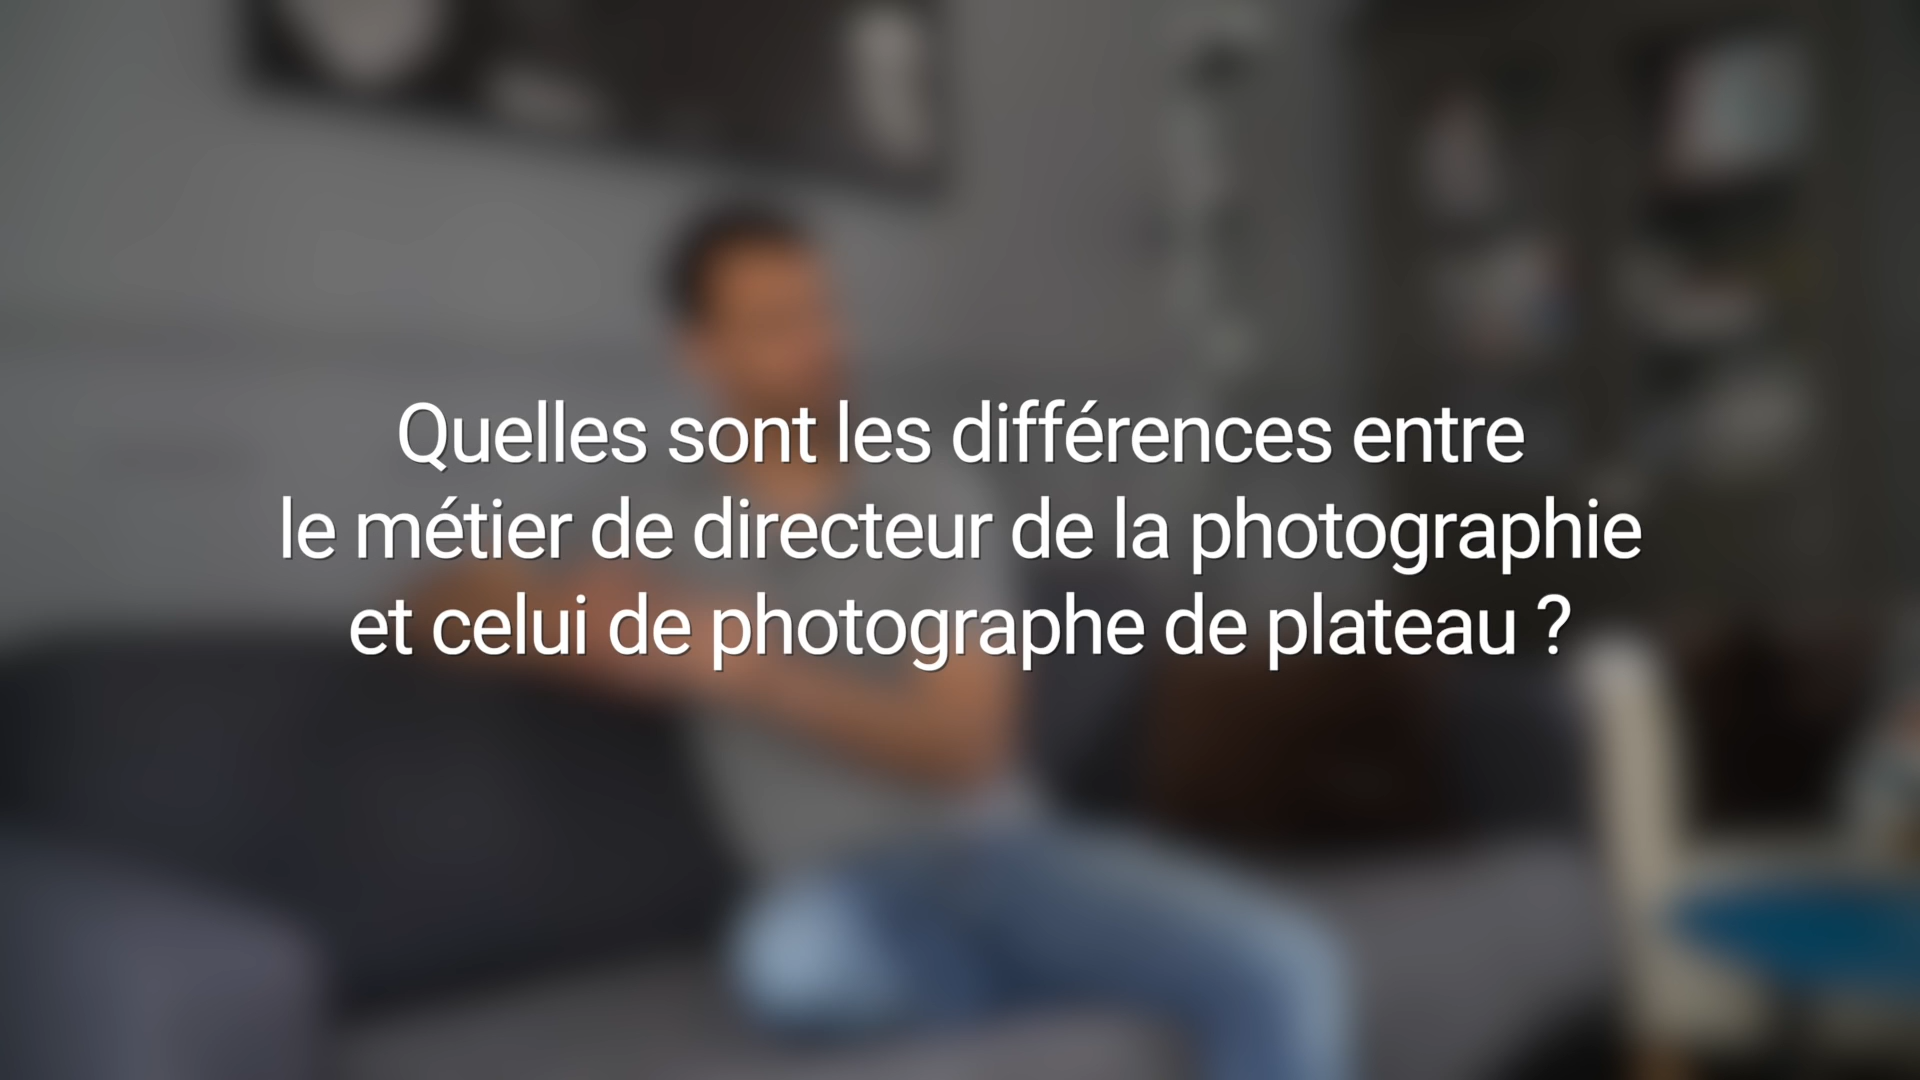 Quelles sont les différences entre
le métier de directeur de la photographie
et celui de photographe de plateau ?